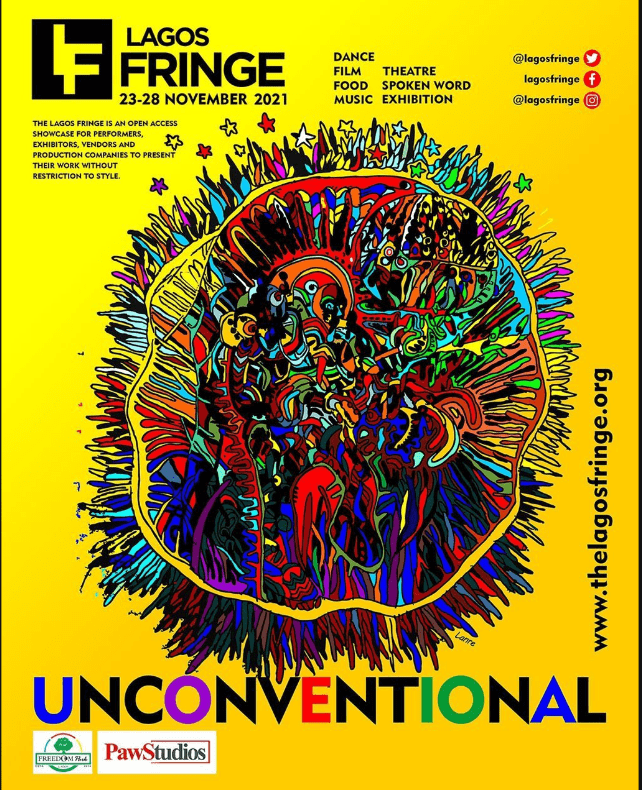 LF
LAGOS
FRINGE
23-28 NOVEMBER 2021
THE LAGOS FRINGE IS AN OPEN ACCESS
SHOWCASE FOR PERFORMERS,
EXHIBITORS, VENDORS AND
PRODUCTION COMPANIES TO PRESENT
THEIR WORK WITHOUT
RESTRICTION TO STYLE.
DANCE
FILM THEATRE
FOOD SPOKEN WORD
MUSIC EXHIBITION
@lagosfringe
lagosfringe
@lagosfringe
www.thelagosfringe.org
Lanre
UNCONVENTIONAL
FREEDOM Park
PawStudios